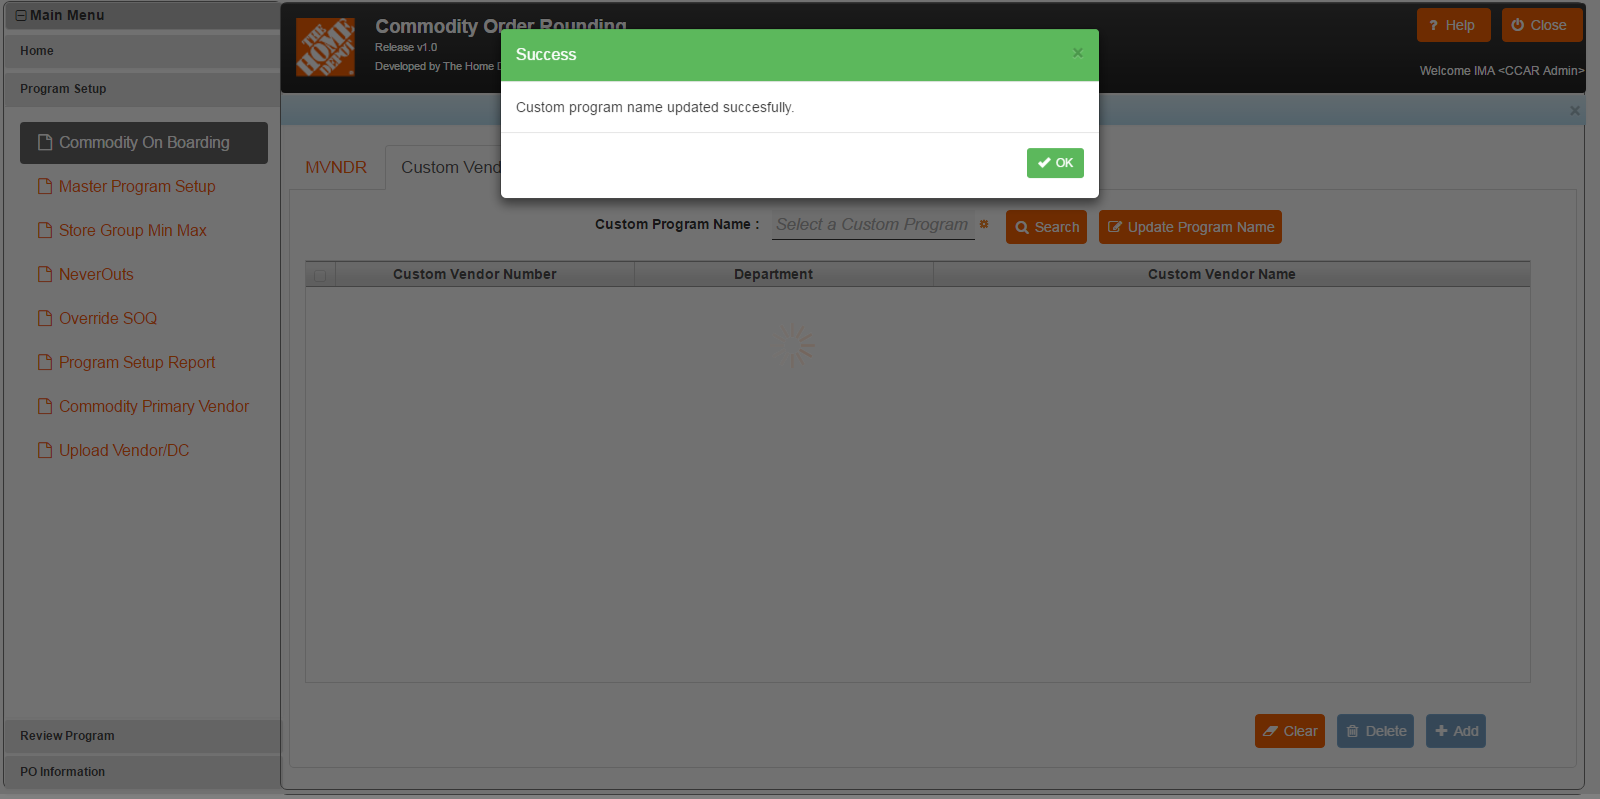 Main Menu
Home
Program Setup
Commodity On Boarding
Master Program Setup
Store Group Min Max
NeverOuts
Override SOQ
Program Setup Report
Commodity Primary Vendor
Upload Vendor/DC
Review Program
PO Information
THE HOME DEPOT
Commodity Order Rounding
Release v1.0
Developed by The Home
? Help
Close
Welcome IMA <CCAR Admin>
×
Success
×
Custom program name updated succesfully.
OK
MVNDR
Custom Vend
Custom Program Name :
Select a Custom Program
Search
Update Program Name
Custom Vendor Number
Department
Custom Vendor Name
Clear
Delete
Add